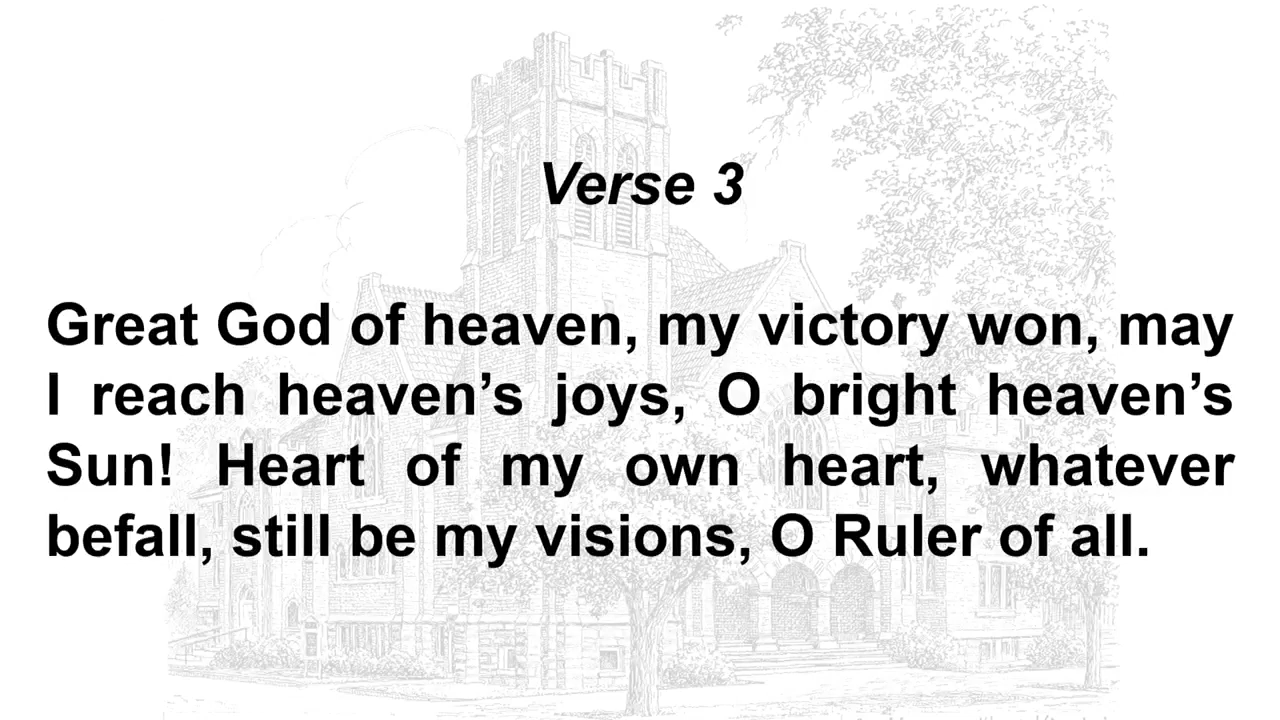 Verse 3
Great God of heaven, my victory won, may
I reach heaven’s joys, O bright heaven’s
Sun! Heart of my own heart, whatever
befall, still be my visions, O Ruler of all.